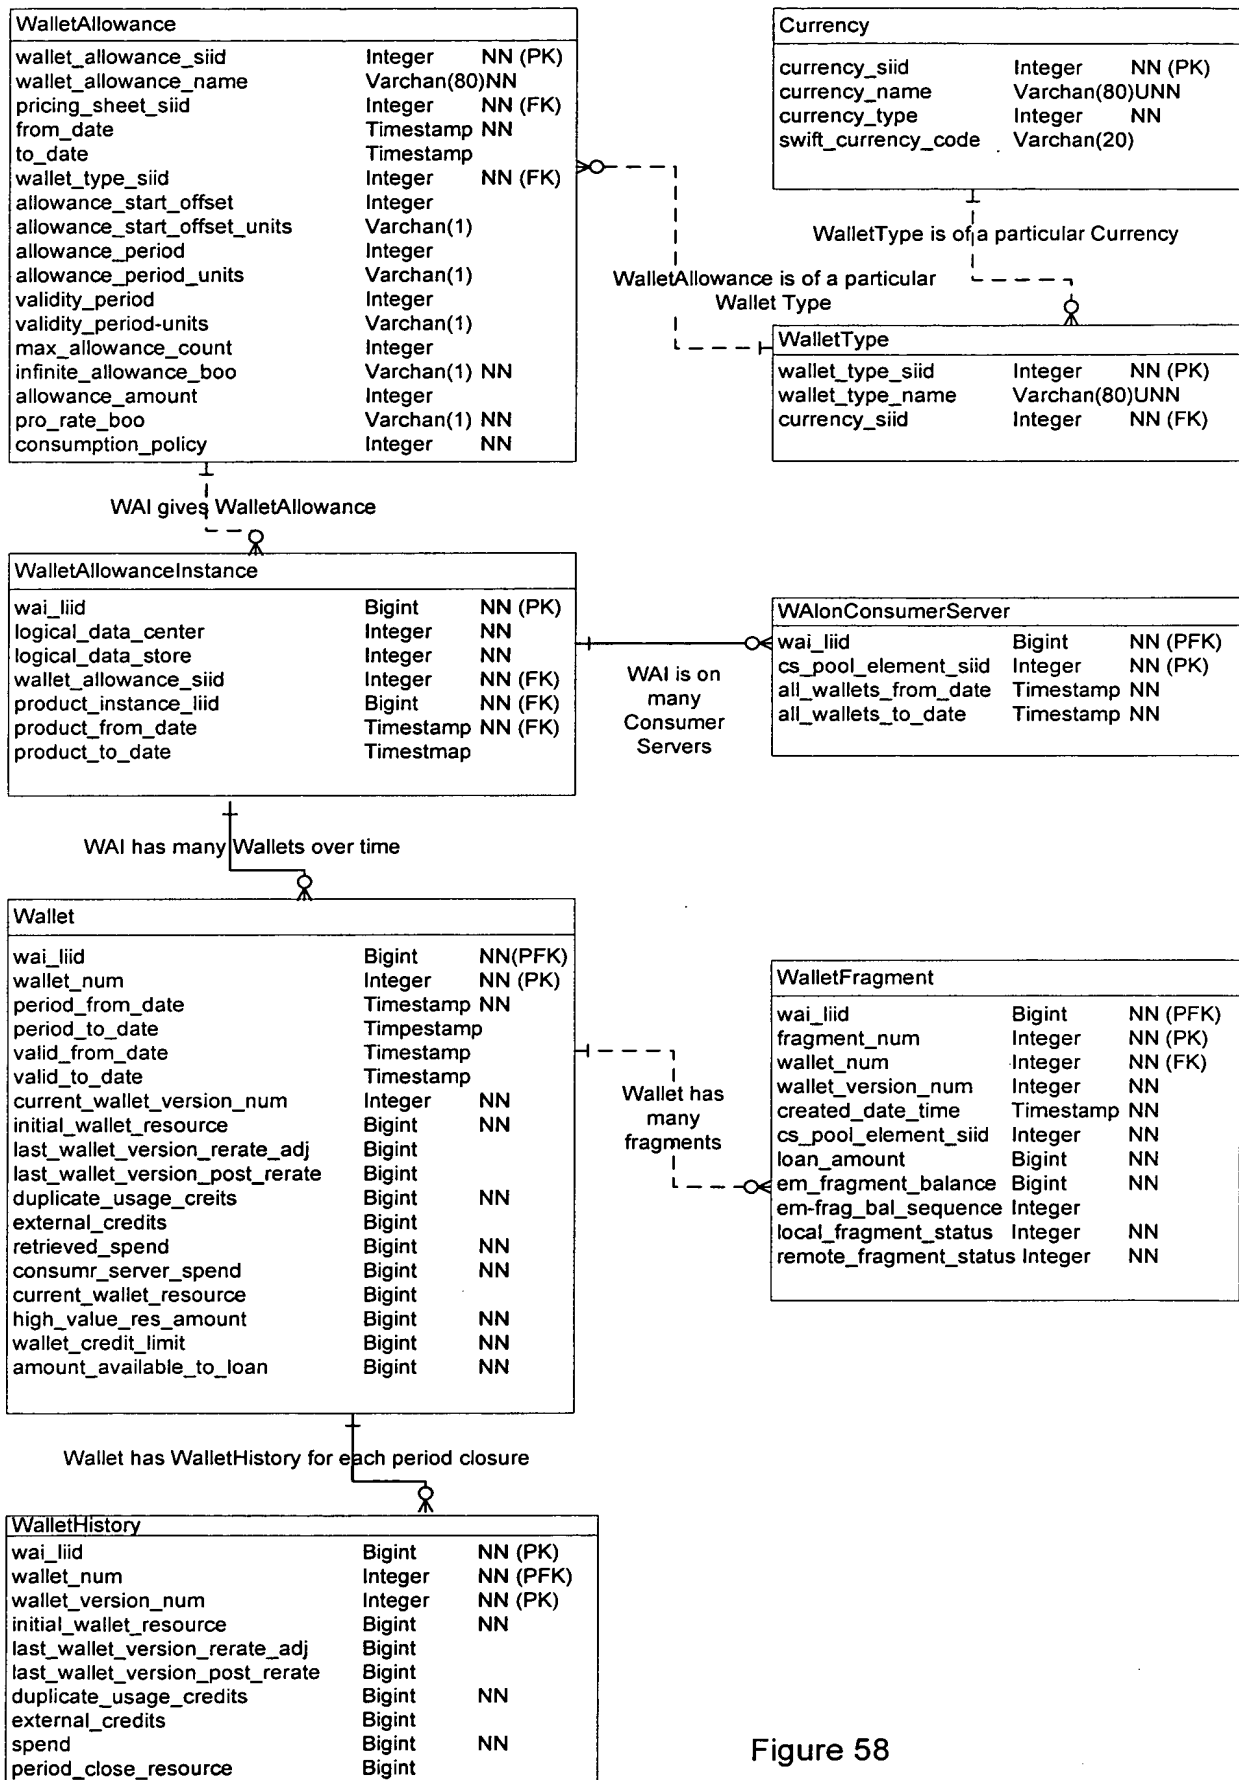 WalletAllowance
wallet_allowance_siid Integer NN (PK)
wallet_allowance_name Varchar(80)NN
pricing_sheet_siid Integer NN (FK)
from_date Timestamp NN
to_date Timestamp
wallet_type_siid Integer NN (FK)
allowance_start_offset Integer
allowance_start_offset_units Varchar(1)
allowance_period Integer
allowance_period_units Varchar(1)
validity_period Integer
validity_period-units Varchar(1)
max_allowance_count Integer
infinite_allowance_boo Varchar(1) NN
allowance_amount Integer
pro_rate_boo Varchar(1) NN
consumption_policy Integer NN
Currency
currency_siid Integer NN (PK)
currency_name Varchar(80)UNN
currency_type Integer NN
swift_currency_code Varchar(20)
WalletType is of a particular Currency
WalletAllowance is of a particular
Wallet Type
WalletType
wallet_type_siid Integer NN (PK)
wallet_type_name Varchar(80)UNN
currency_siid Integer NN (FK)
WAI gives WalletAllowance
WalletAllowanceInstance
wai_liid Bigint NN (PK)
logical_data_center Integer NN
logical_data_store Integer NN
wallet_allowance_siid Integer NN (FK)
product_instance_liid Bigint NN (FK)
product_from_date Timestamp NN (FK)
product_to_date Timestmap
WAI is on
many
Consumer
Servers
WAIonConsumerServer
wai_liid Bigint NN (PFK)
cs_pool_element_siid Integer NN (PK)
all_wallets_from_date Timestamp NN
all_wallets_to_date Timestamp NN
WAI has many Wallets over time
Wallet
wai_liid Bigint NN(PFK)
wallet_num Integer NN (PK)
period_from_date Timestamp NN
period_to_date Timpestamp
valid_from_date Timestamp
valid_to_date Timestamp
current_wallet_version_num Integer NN
initial_wallet_resource Bigint NN
last_wallet_version_rerate_adj Bigint
last_wallet_version_post_rerate Bigint
duplicate_usage_creits Bigint NN
external_credits Bigint
retrieved_spend Bigint NN
consumr_server_spend Bigint NN
current_wallet_resource Bigint
high_value_res_amount Bigint NN
wallet_credit_limit Bigint NN
amount_available_to_loan Bigint NN
Wallet has
many
fragments
WalletFragment
wai_liid Bigint NN (PFK)
fragment_num Integer NN (PK)
wallet_num Integer NN (FK)
wallet_version_num Integer NN
created_date_time Timestamp NN
cs_pool_element_siid Integer NN
loan_amount Bigint NN
em_fragment_balance Bigint NN
em-frag_bal_sequence Integer
local_fragment_status Integer NN
remote_fragment_status Integer NN
Wallet has WalletHistory for each period closure
WalletHistory
wai_liid Bigint NN (PK)
wallet_num Integer NN (PFK)
wallet_version_num Integer NN (PK)
initial_wallet_resource Bigint NN
last_wallet_version_rerate_adj Bigint
last_wallet_version_post_rerate Bigint
duplicate_usage_credits Bigint NN
external_credits Bigint
spend Bigint NN
period_close_resource Bigint
Figure 58